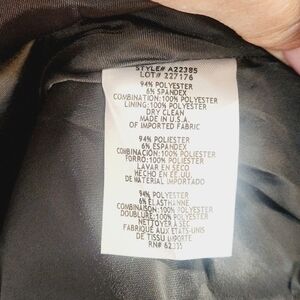 STYLE# A22385
LOT# 227176
94% POLYESTER
6% SPANDEX
COMBINATION: 100% POLYESTER
LINING: 100% POLYESTER
DRY CLEAN
MADE IN U.S.A.
OF IMPORTED FABRIC
94% POLIESTER
6% ESPANDEX
COMBINACION: 100% POLIESTER
FORRO: 100% POLIESTER
LAVAR EN SECO
HECHO EN EE.UU.
DE MATERIAL IMPORTADO
94% POLYESTER
6% ELASTHANNE
COMBINAISON: 100% POLYESTER
DOUBLURE: 100% POLYESTER
NETTOYER A SEC
FABRIQUE AUX ETATS-UNIS
DE TISSU IMPORTE
RN#